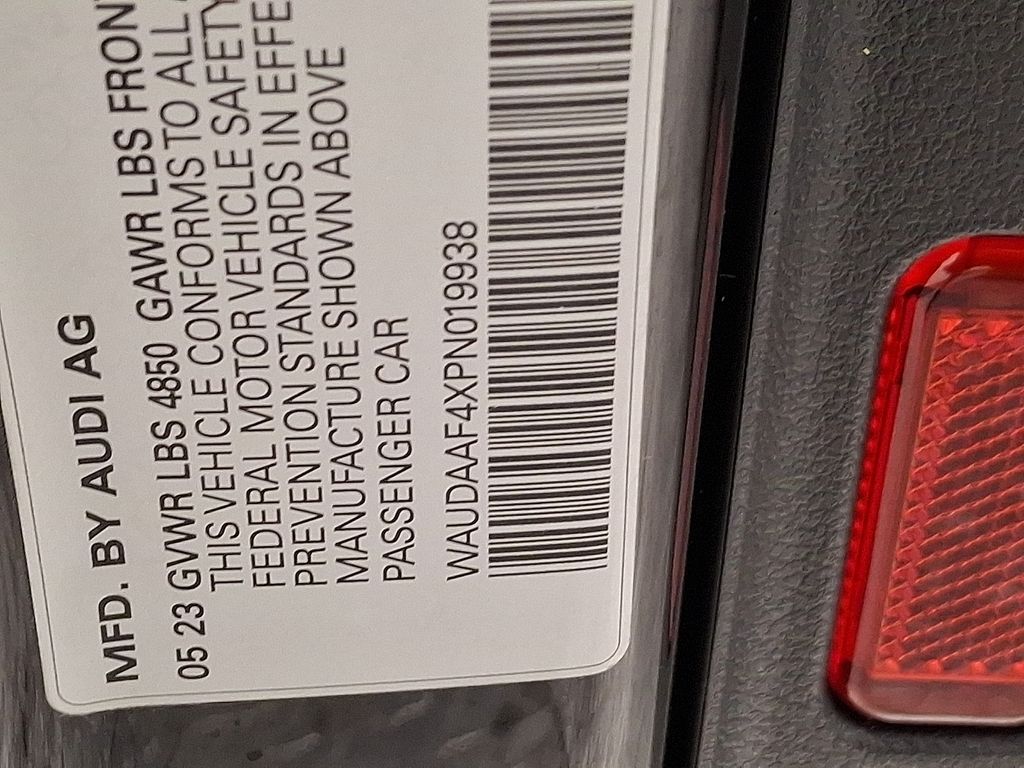 MFD. BY AUDI AG
05 23 GVWR LBS 4850 GAWR LBS FRON
THIS VEHICLE CONFORMS TO ALL
FEDERAL MOTOR VEHICLE SAFETY
PREVENTION STANDARDS IN EFFE
MANUFACTURE SHOWN ABOVE
PASSENGER CAR
WAUDAAF4XPN019938